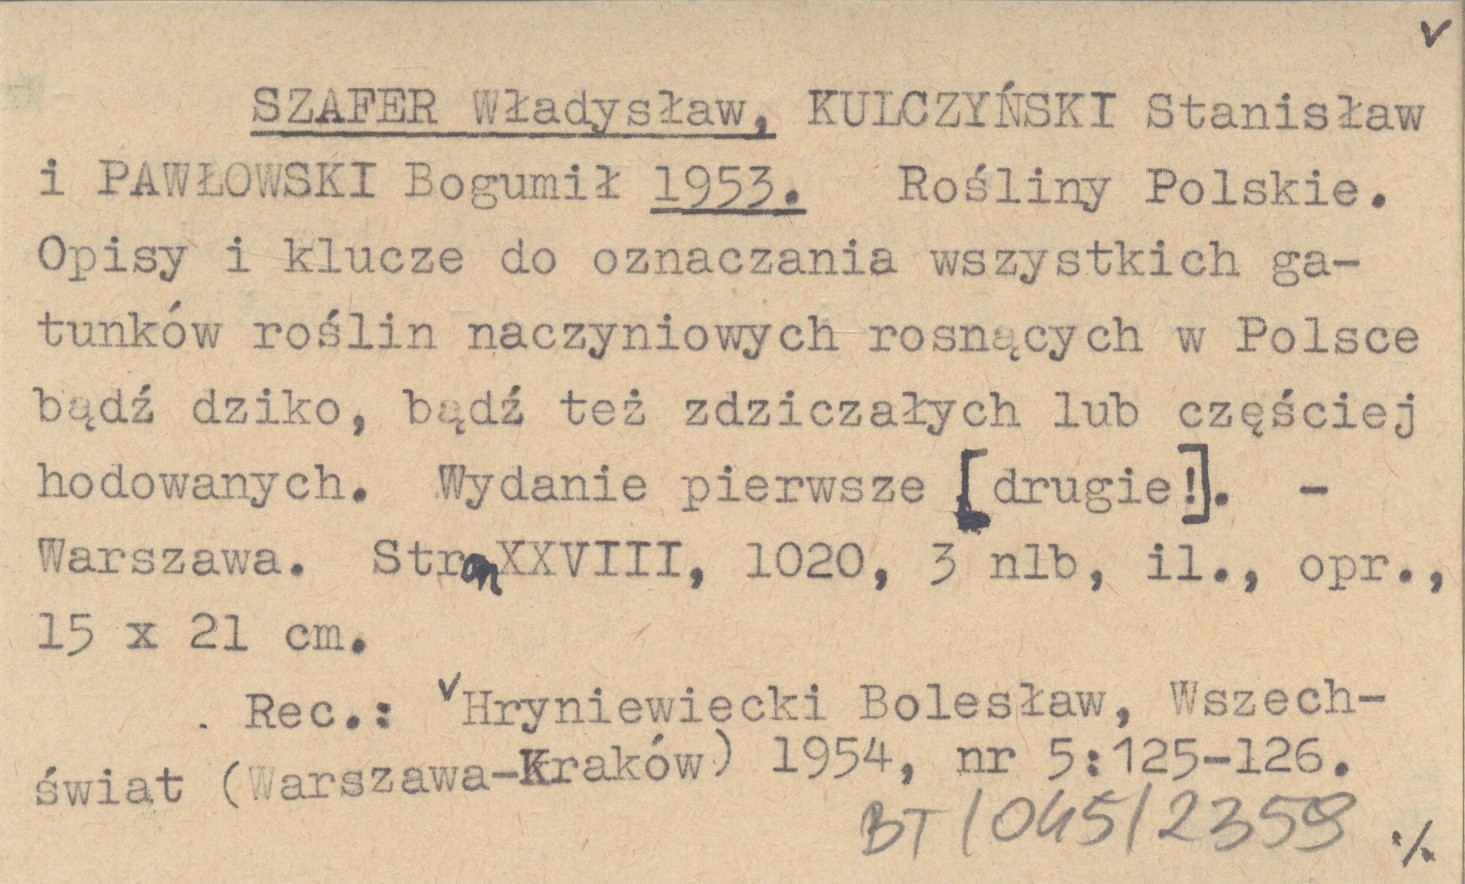 ✓
SZAFER Władysław, KULCZYŃSKI Stanisław
i PAWŁOWSKI Bogumił 1953. Rośliny Polskie.
Opisy i klucze do oznaczania wszystkich ga-
tunków roślin naczyniowych rosnących w Polsce
bądź dziko, bądź też zdziczałych lub częściej
hodowanych. Wydanie pierwsze [drugie!]. -
Warszawa. Str. XXVIII, 1020, 3 nlb, il., opr.,
15 x 21 cm.
. Rec.: ✓Hryniewiecki Bolesław, Wszech-
świat (Warszawa-Kraków) 1954, nr 5:125-126.
BT/045/2359 ./.